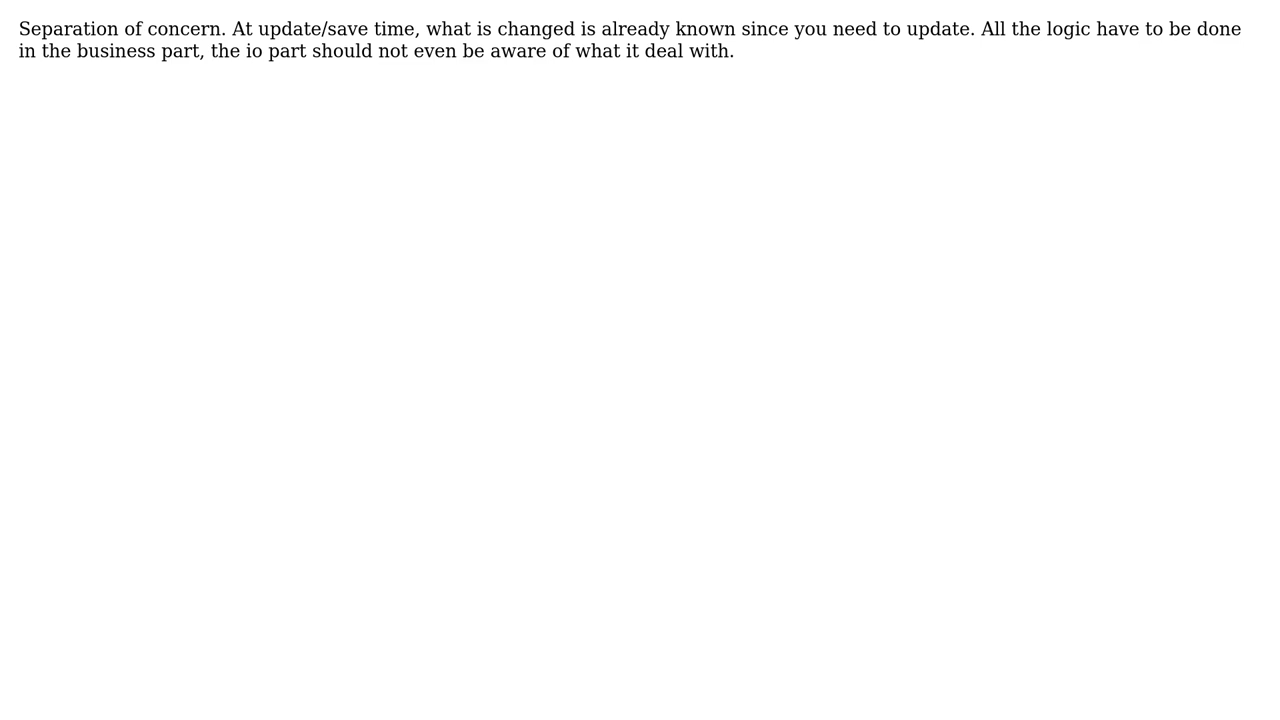 Separation of concern. At update/save time, what is changed is already known since you need to update. All the logic have to be done
in the business part, the io part should not even be aware of what it deal with.